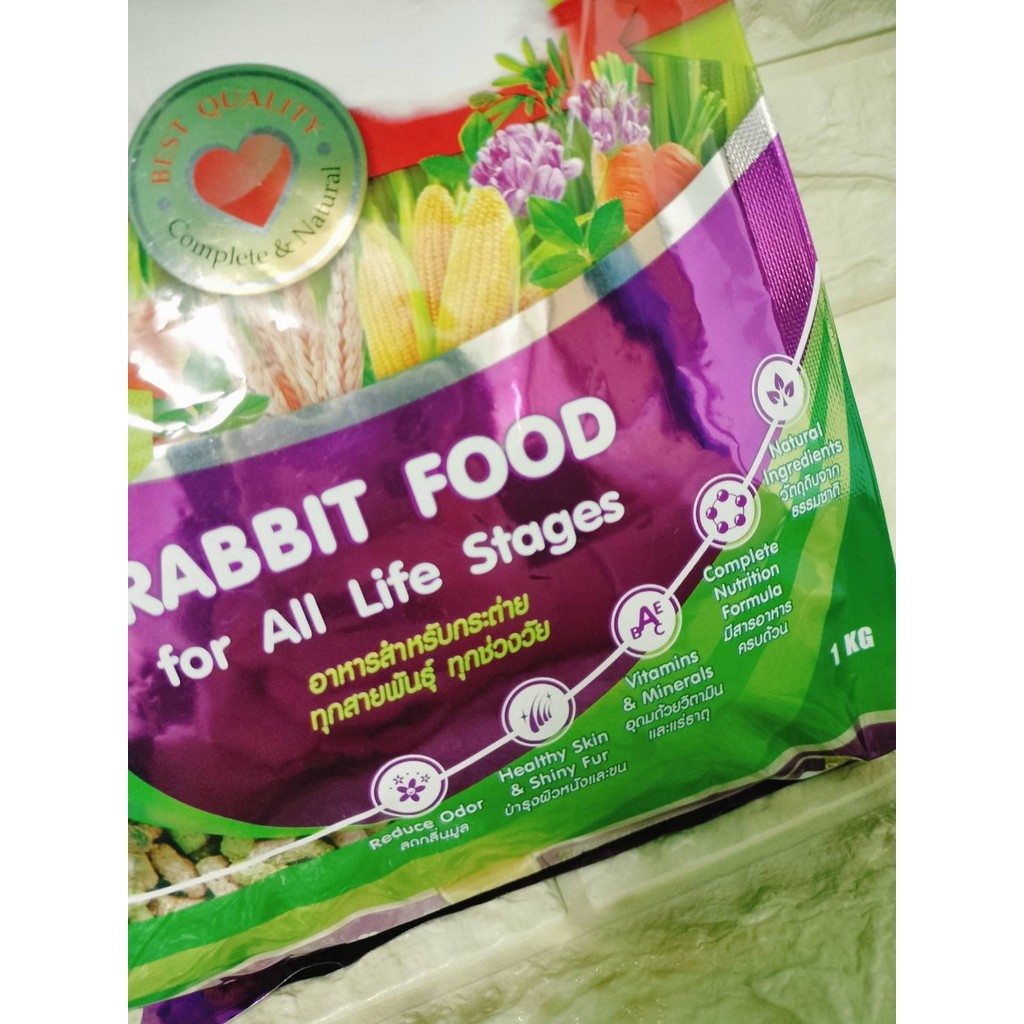 BEST QUALITY
Complete & Natural
RABBIT FOOD
for All Life Stages
อาหารสำหรับกระต่าย
ทุกสายพันธุ์ ทุกช่วงวัย
Natural
Ingredients
วัตถุดิบจาก
ธรรมชาติ
Complete
Nutrition
Formula
มีสารอาหาร
ครบถ้วน
A E
B C
Vitamins
& Minerals
อุดมด้วยวิตามิน
และแร่ธาตุ
Healthy Skin
& Shiny Fur
บำรุงผิวหนังและขน
Reduce Odor
ลดกลิ่นมูล
1 KG